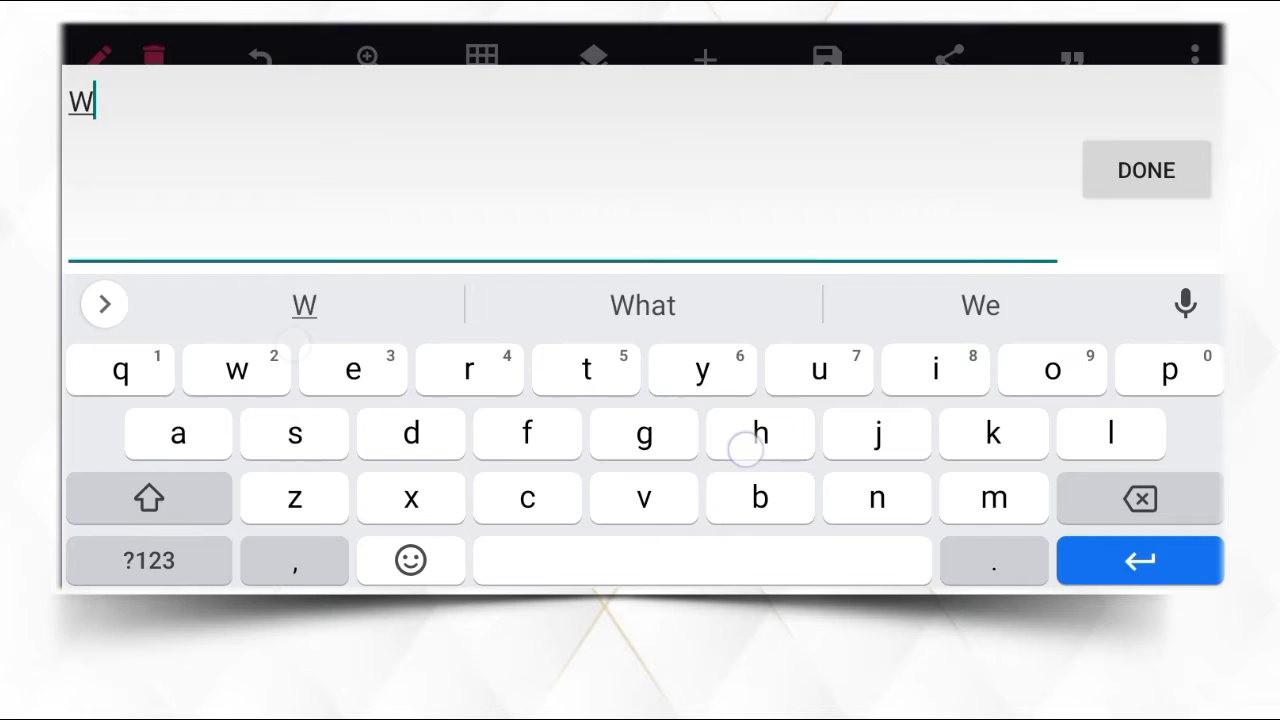 W
DONE
W What We
q 1 w 2 e 3 r 4 t 5 y 6 u 7 i 8 o 9 p 0
a s d f g h j k l
z x c v b n m
?123 , .